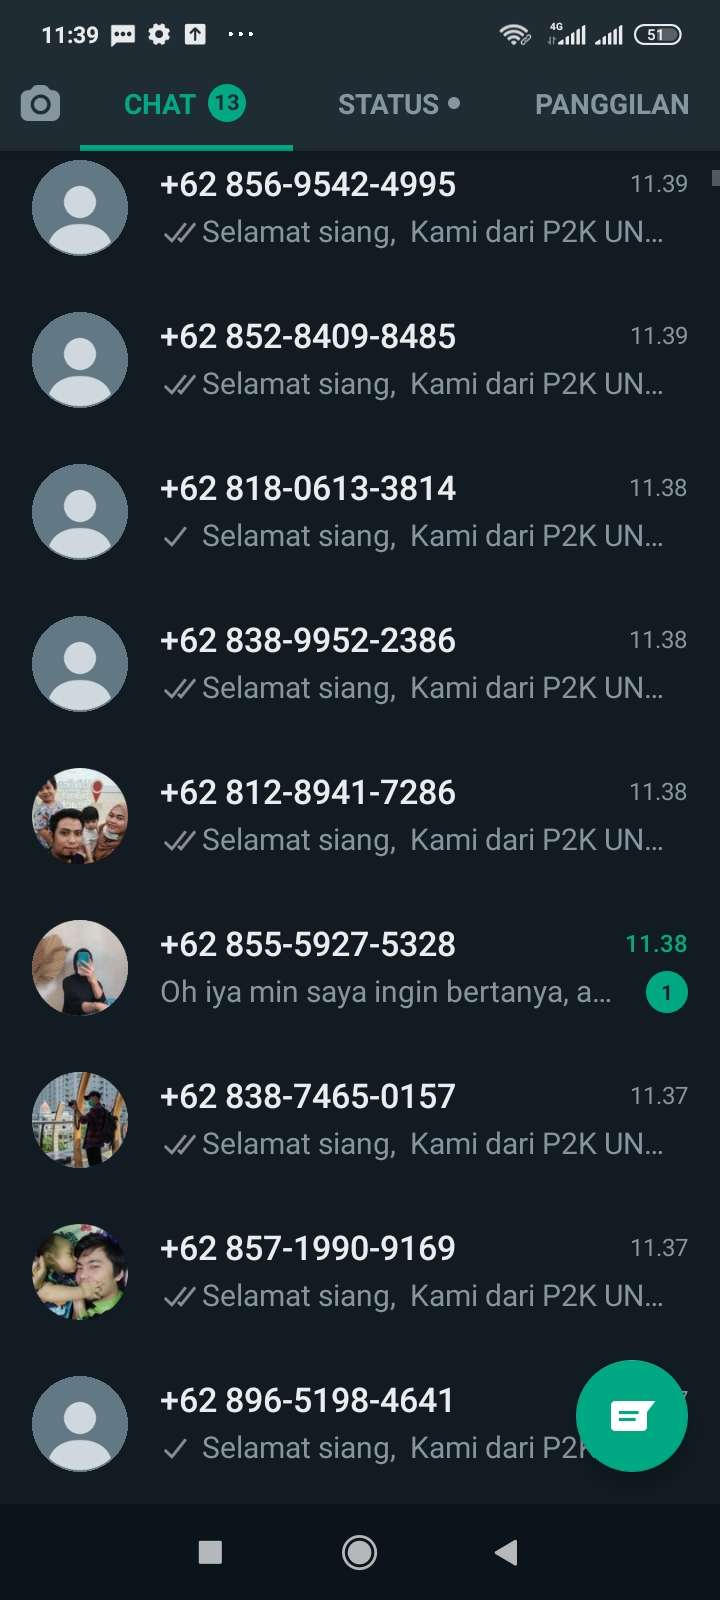 11:39 4G 51
CHAT 13 STATUS PANGGILAN
+62 856-9542-4995 11.39
Selamat siang, Kami dari P2K UN...
+62 852-8409-8485 11.39
Selamat siang, Kami dari P2K UN...
+62 818-0613-3814 11.38
Selamat siang, Kami dari P2K UN...
+62 838-9952-2386 11.38
Selamat siang, Kami dari P2K UN...
+62 812-8941-7286 11.38
Selamat siang, Kami dari P2K UN...
+62 855-5927-5328 11.38
Oh iya min saya ingin bertanya, a... 1
+62 838-7465-0157 11.37
Selamat siang, Kami dari P2K UN...
+62 857-1990-9169 11.37
Selamat siang, Kami dari P2K UN...
+62 896-5198-4641
Selamat siang, Kami dari